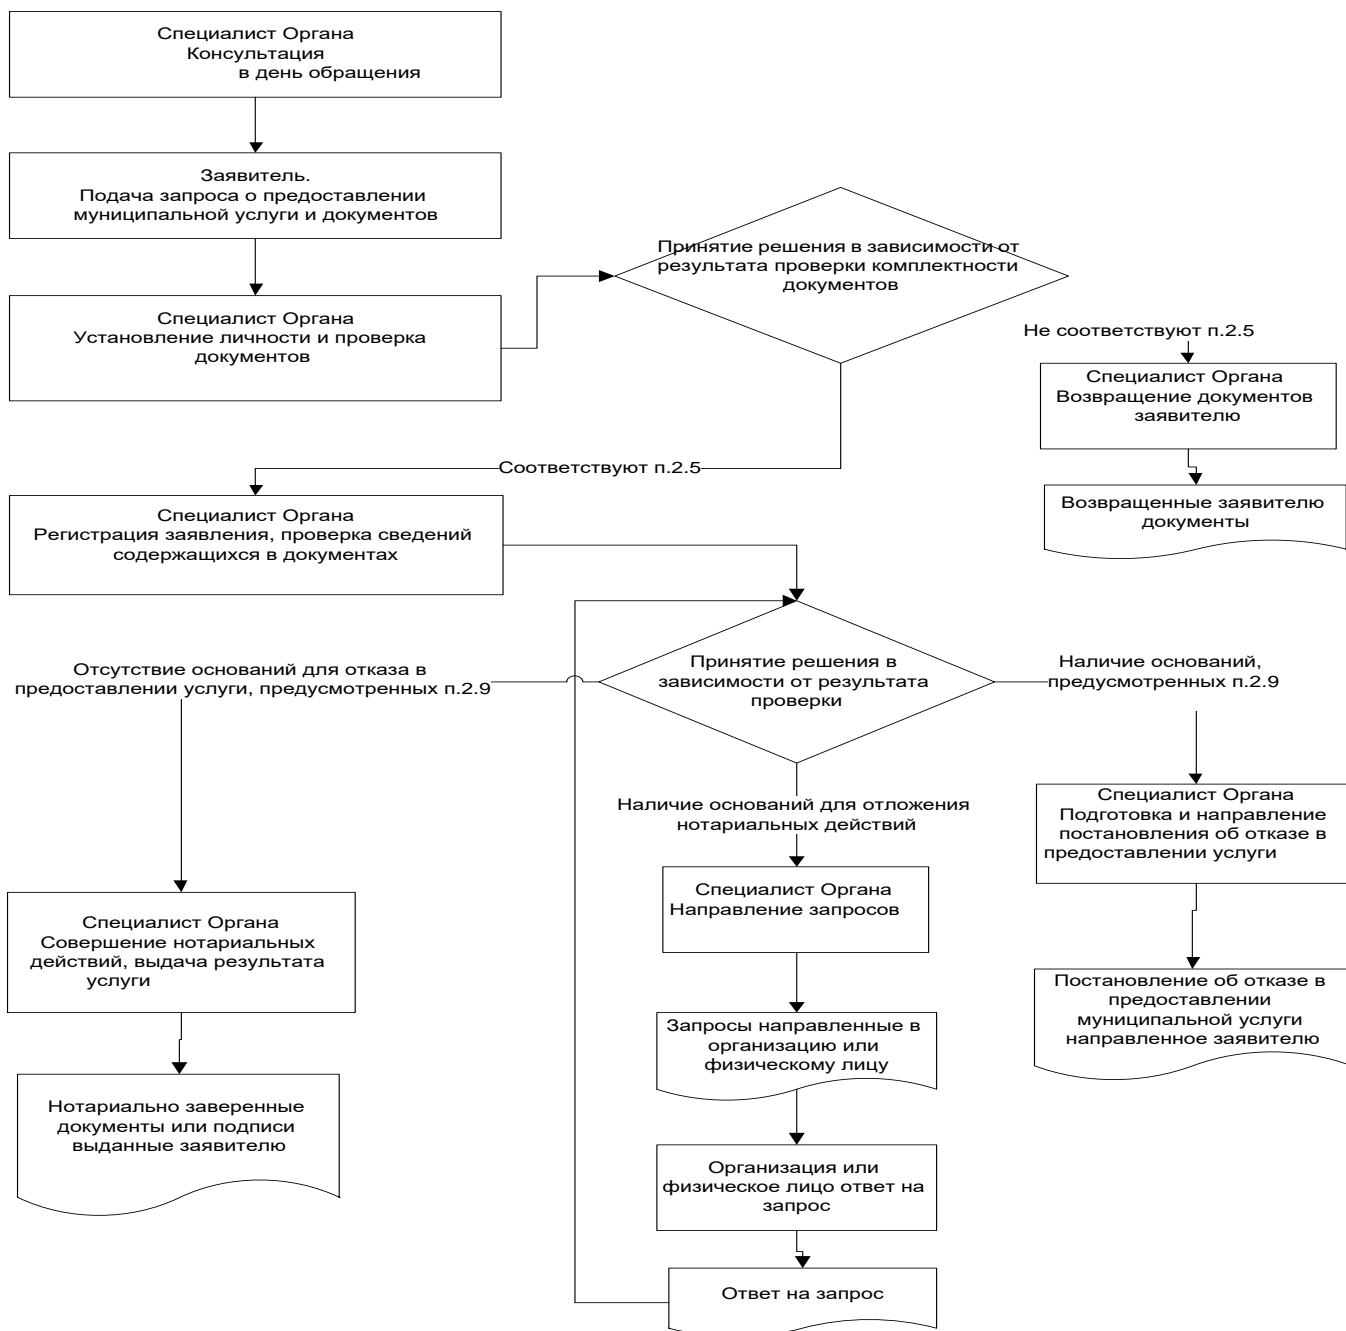 Специалист Органа
Консультация
в день обращения
Заявитель.
Подача запроса о предоставлении
муниципальной услуги и документов
Специалист Органа
Установление личности и проверка
документов
Принятие решения в зависимости от
результата проверки комплектности
документов
Не соответствуют п.2.5
Специалист Органа
Возвращение документов
заявителю
Возвращенные заявителю
документы
Соответствуют п.2.5
Специалист Органа
Регистрация заявления, проверка сведений
содержащихся в документах
Принятие решения в
зависимости от результата
проверки
Отсутствие оснований для отказа в
предоставлении услуги, предусмотренных п.2.9
Наличие оснований,
предусмотренных п.2.9
Наличие оснований для отложения
нотариальных действий
Специалист Органа
Подготовка и направление
постановления об отказе в
предоставлении услуги
Специалист Органа
Направление запросов
Специалист Органа
Совершение нотариальных
действий, выдача результата
услуги
Постановление об отказе в
предоставлении
муниципальной услуги
направленное заявителю
Запросы направленные в
организацию или
физическому лицу
Нотариально заверенные
документы или подписи
выданные заявителю
Организация или
физическое лицо ответ на
запрос
Ответ на запрос